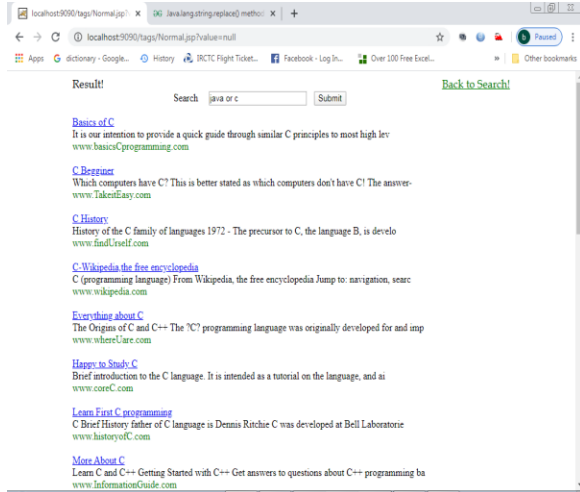 localhost:9090/tags/Normal.jsp?
Java.lang.string.replace() method
localhost:9090/tags/Normal.jsp?value=null
b Paused
Apps dictionary - Google... History IRCTC Flight Ticket... Facebook - Log In... Over 100 Free Excel... » Other bookmarks
Result! Back to Search!
Search java or c Submit
Basics of C
It is our intention to provide a quick guide through similar C principles to most high lev
www.basicsCprogramming.com
C Begginer
Which computers have C? This is better stated as which computers don't have C! The answer-
www.TakeitEasy.com
C History
History of the C family of languages 1972 - The precursor to C, the language B, is develo
www.findUrself.com
C-Wikipedia,the free encyclopedia
C (programming language) From Wikipedia, the free encyclopedia Jump to: navigation, searc
www.wikipedia.com
Everything about C
The Origins of C and C++ The ?C? programming language was originally developed for and imp
www.whereUare.com
Happy to Study C
Brief introduction to the C language. It is intended as a tutorial on the language, and ai
www.coreC.com
Learn First C programming
C Brief History father of C language is Dennis Ritchie C was developed at Bell Laboratorie
www.historyofC.com
More About C
Learn C and C++ Getting Started with C++ Get answers to questions about C++ programming ba
www.InformationGuide.com